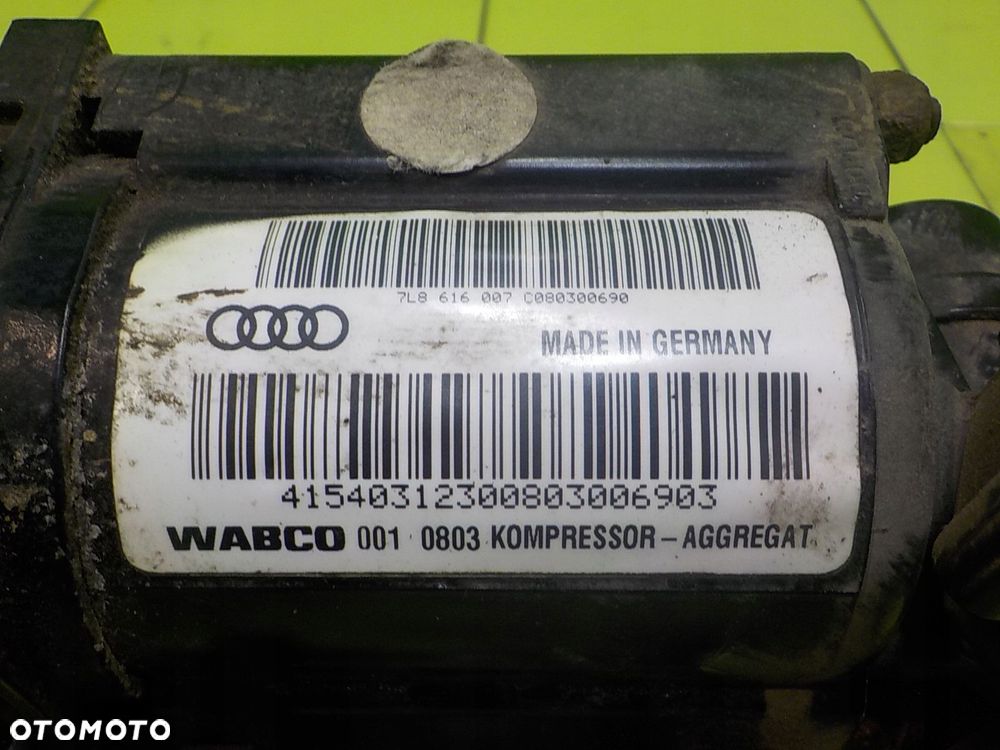 7L8 616 007 C080300690
MADE IN GERMANY
41540312300803006903
WABCO 001 0803 KOMPRESSOR – AGGREGAT
OTOMOTO